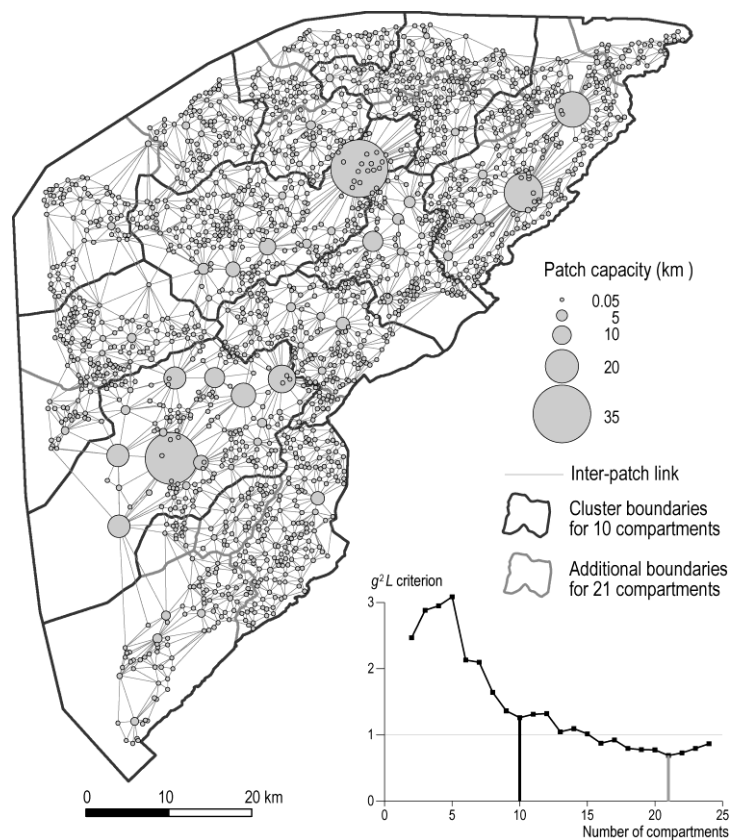 Patch capacity (km )
0.05
5
10
20
35
Inter-patch link
Cluster boundaries
for 10 compartments
Additional boundaries
for 21 compartments
g²L criterion
3
2
1
0
0 5 10 15 20 25
Number of compartments
0 10 20 km